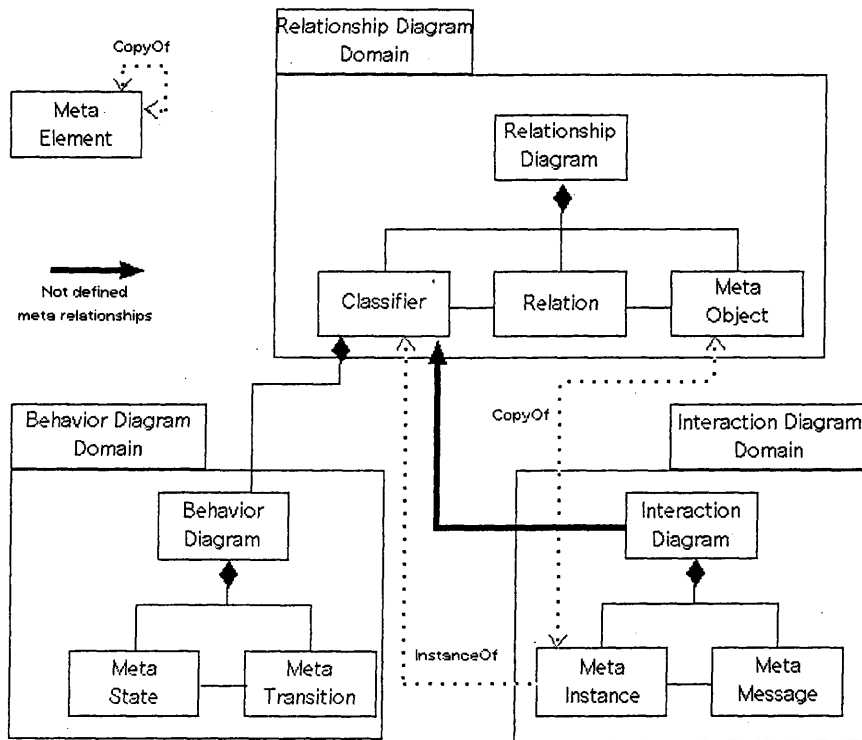 Relationship Diagram
Domain
CopyOf
Meta
Element
Relationship
Diagram
Not defined
meta relationships
Classifier
Relation
Meta
Object
CopyOf
Behavior Diagram
Domain
Interaction Diagram
Domain
Behavior
Diagram
Interaction
Diagram
InstanceOf
Meta
State
Meta
Transition
Meta
Instance
Meta
Message